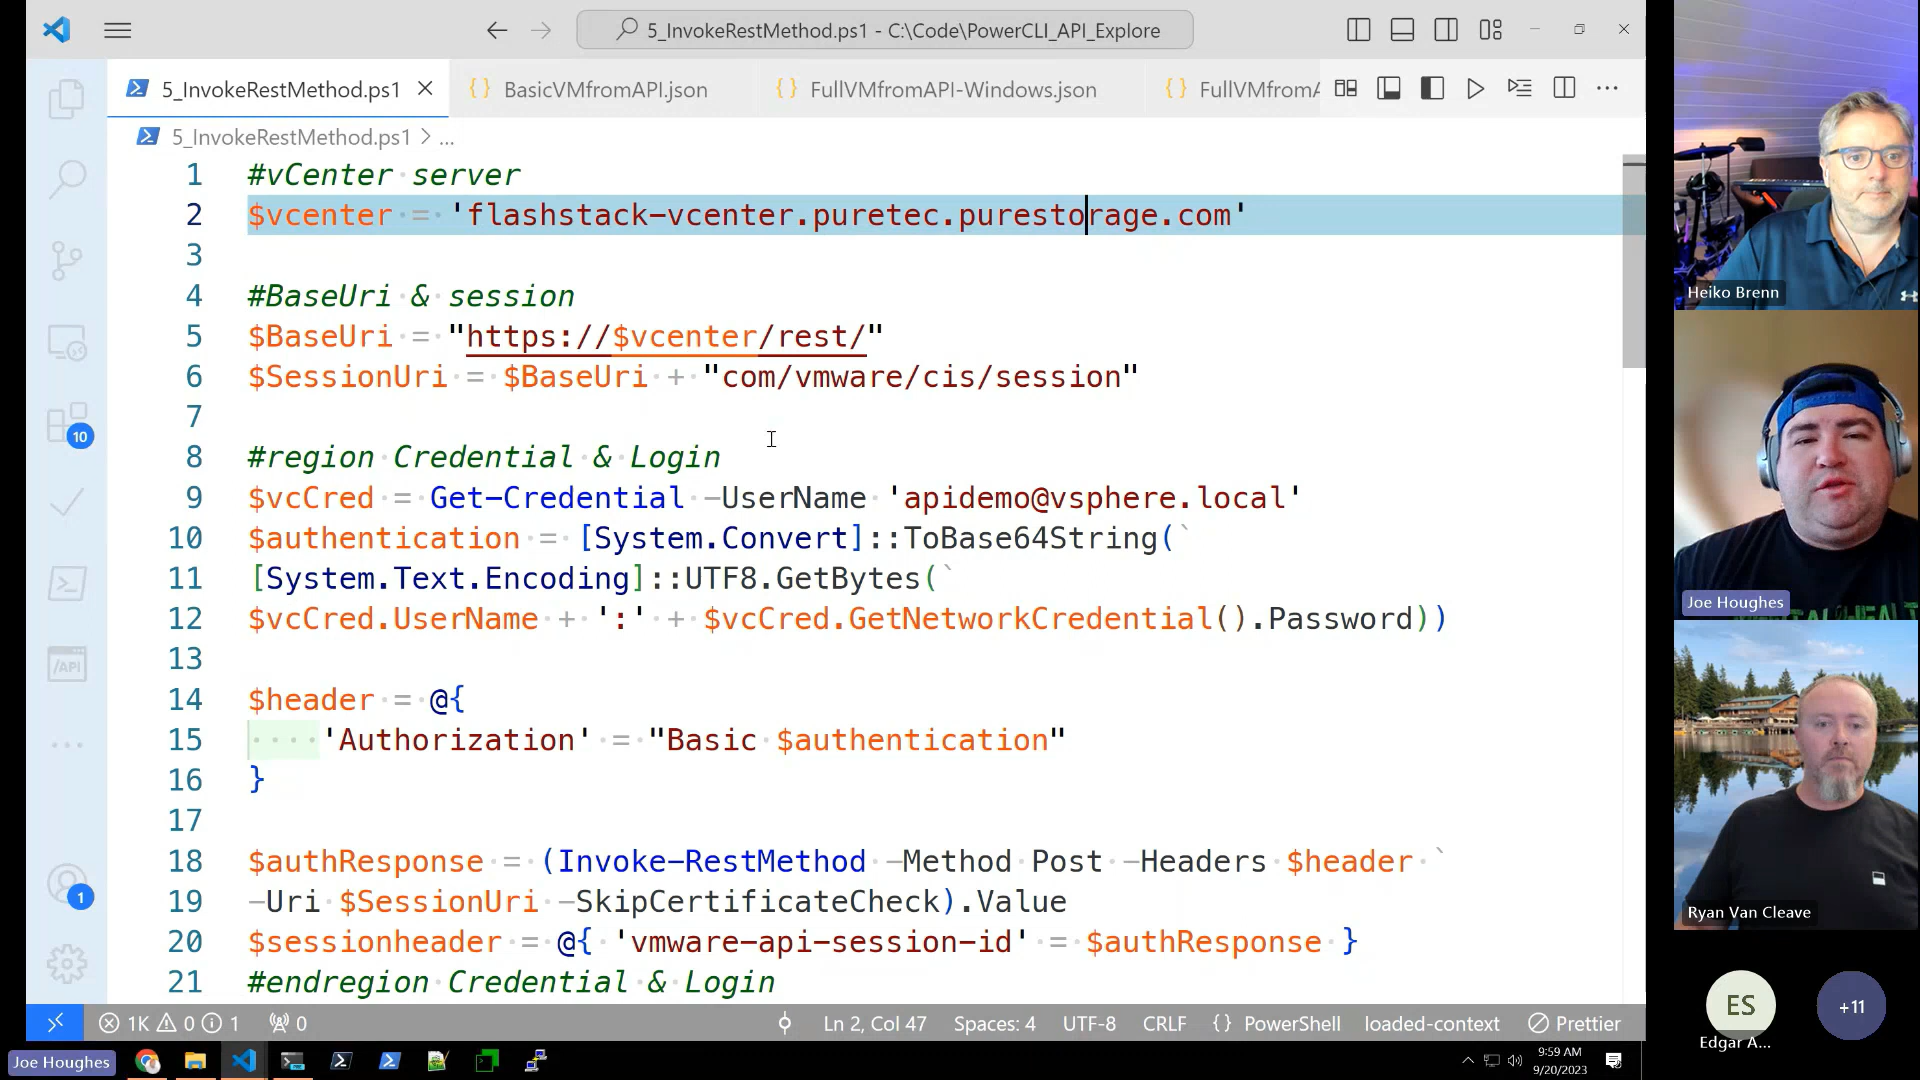 5_InvokeRestMethod.ps1 - C:\Code\PowerCLI_API_Explore
5_InvokeRestMethod.ps1
BasicVMfromAPI.json
FullVMfromAPI-Windows.json
FullVMfromA
5_InvokeRestMethod.ps1 > ...
1 #vCenter server
2 $vcenter = 'flashstack-vcenter.puretec.purestorage.com'
3
4 #BaseUri & session
5 $BaseUri = "https://$vcenter/rest/"
6 $SessionUri = $BaseUri + "com/vmware/cis/session"
7
8 #region Credential & Login
9 $vcCred = Get-Credential -UserName 'apidemo@vsphere.local'
10 $authentication = [System.Convert]::ToBase64String(`
11 [System.Text.Encoding]::UTF8.GetBytes(`
12 $vcCred.UserName + ':' + $vcCred.GetNetworkCredential().Password))
13
14 $header = @{
15 'Authorization' = "Basic $authentication"
16 }
17
18 $authResponse = (Invoke-RestMethod -Method Post -Headers $header `
19 -Uri $SessionUri -SkipCertificateCheck).Value
20 $sessionheader = @{ 'vmware-api-session-id' = $authResponse }
21 #endregion Credential & Login
10
/API
1
1K 0 1 0
Ln 2, Col 47
Spaces: 4
UTF-8
CRLF
{} PowerShell
loaded-context
Prettier
Joe Houghes
9:59 AM
9/20/2023
Heiko Brenn
Joe Houghes
Ryan Van Cleave
ES
+11
Edgar A...